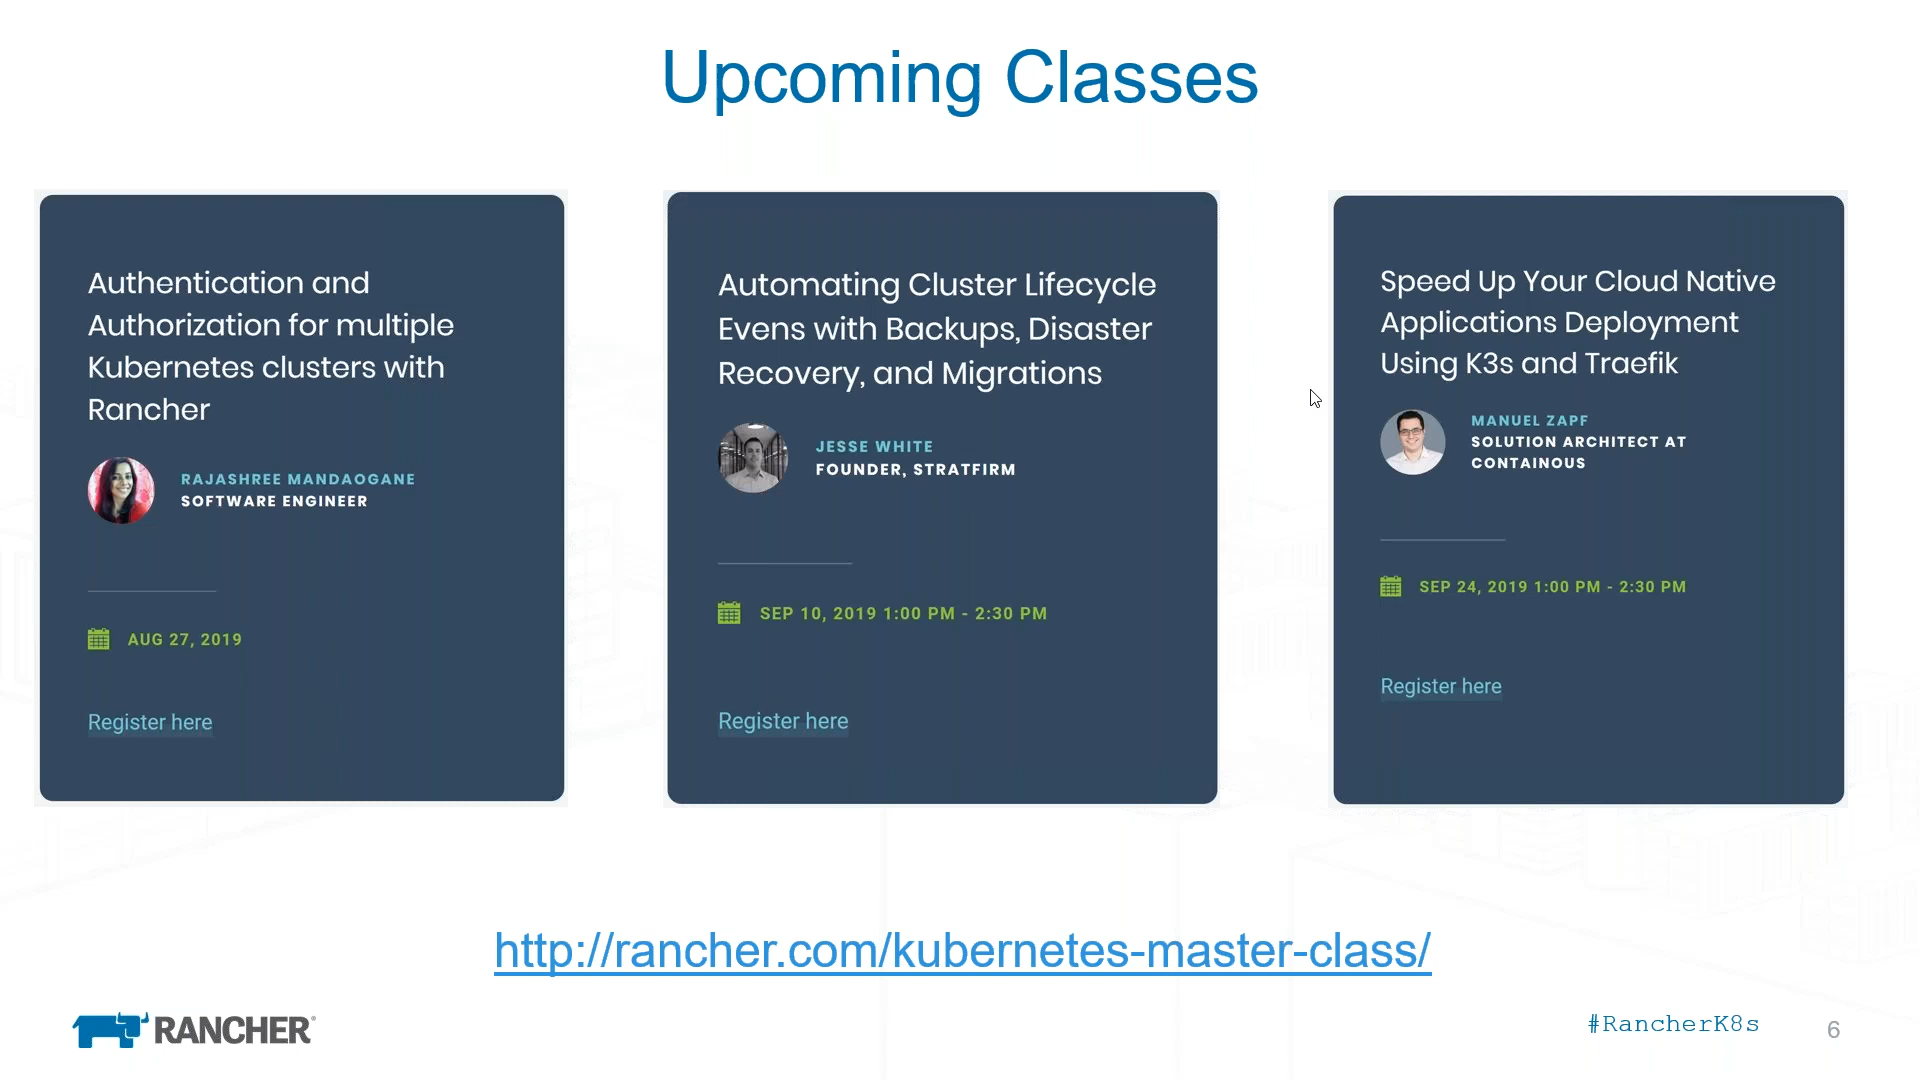 Upcoming Classes
Authentication and
Authorization for multiple
Kubernetes clusters with
Rancher
RAJASHREE MANDAOGANE
SOFTWARE ENGINEER
AUG 27, 2019
Register here
Automating Cluster Lifecycle
Evens with Backups, Disaster
Recovery, and Migrations
JESSE WHITE
FOUNDER, STRATFIRM
SEP 10, 2019 1:00 PM - 2:30 PM
Register here
Speed Up Your Cloud Native
Applications Deployment
Using K3s and Traefik
MANUEL ZAPF
SOLUTION ARCHITECT AT
CONTAINOUS
SEP 24, 2019 1:00 PM - 2:30 PM
Register here
http://rancher.com/kubernetes-master-class/
RANCHER®
#RancherK8s
6